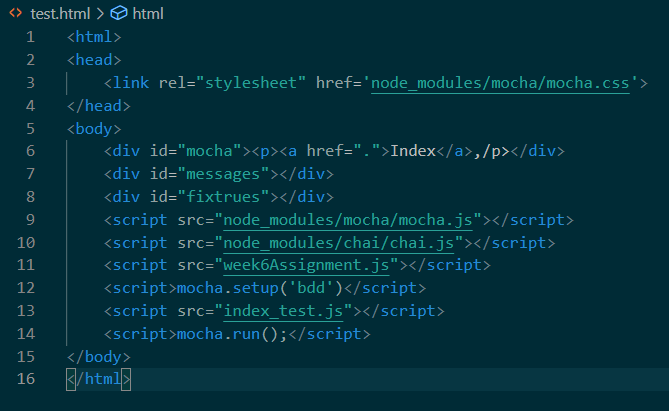 test.html > html
1 <html>
2 <head>
3 <link rel="stylesheet" href='node_modules/mocha/mocha.css'>
4 </head>
5 <body>
6 <div id="mocha"><p><a href=".">Index</a>,/p></div>
7 <div id="messages"></div>
8 <div id="fixtrues"></div>
9 <script src="node_modules/mocha/mocha.js"></script>
10 <script src="node_modules/chai/chai.js"></script>
11 <script src="week6Assignment.js"></script>
12 <script>mocha.setup('bdd')</script>
13 <script src="index_test.js"></script>
14 <script>mocha.run();</script>
15 </body>
16 </html>